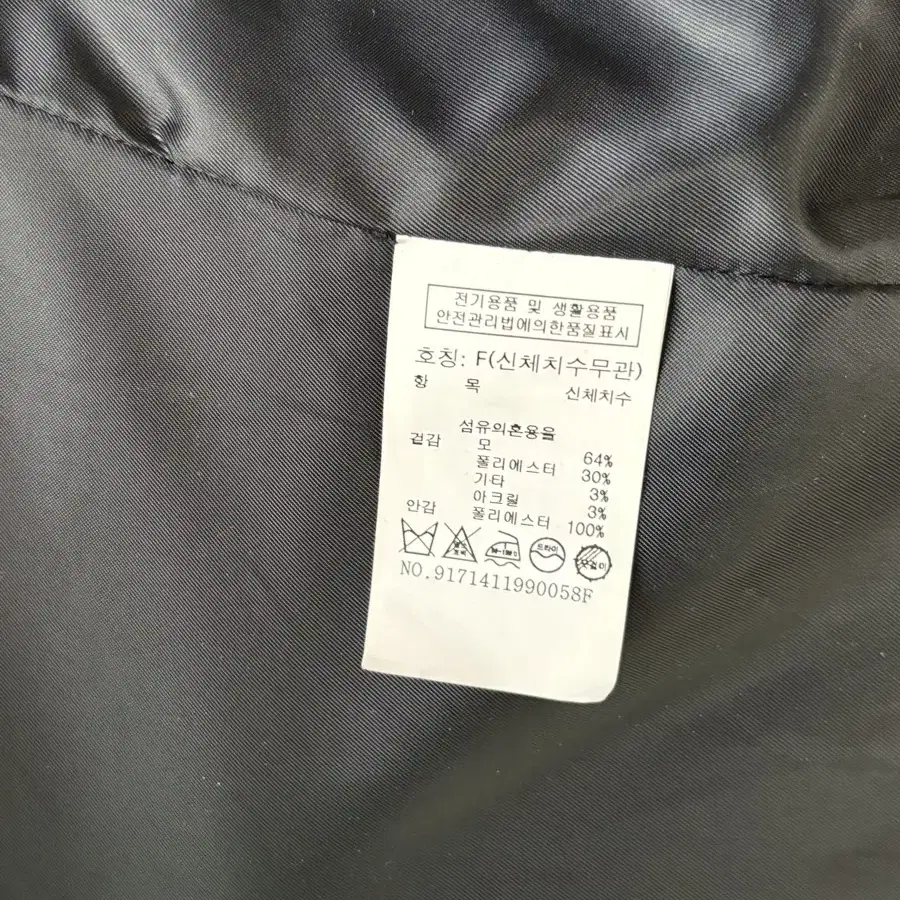 전기용품 및 생활용품
안전관리법에의한품질표시
호칭: F(신체치수무관)
항 목 신체치수
섬유의혼용율
겉감 모 64%
폴리에스터 30%
기타 3%
아크릴 3%
안감 폴리에스터 100%
드라이
NO.9171411990058F